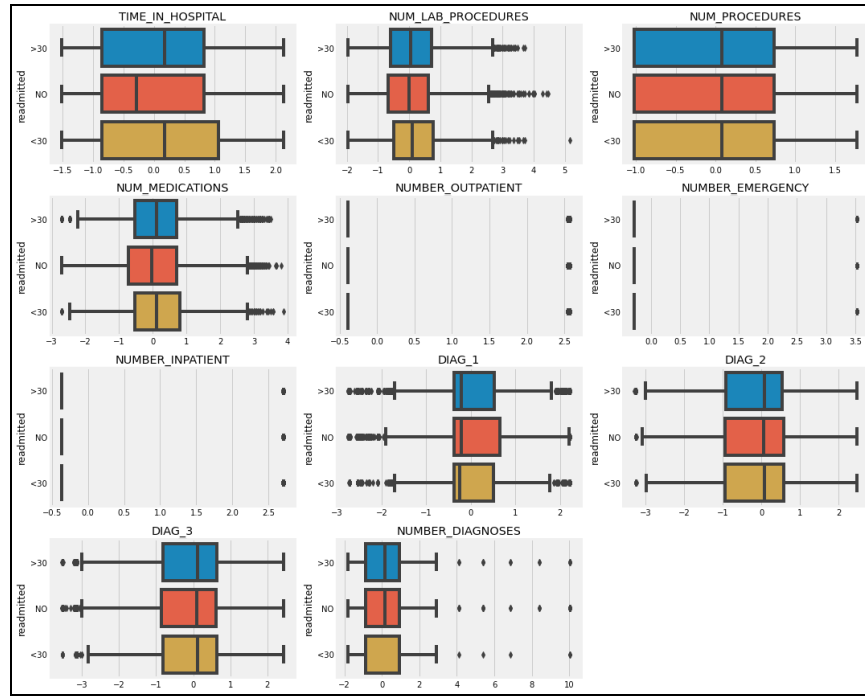 TIME_IN_HOSPITAL
readmitted
>30
NO
<30
−1.5 −1.0 −0.5 0.0 0.5 1.0 1.5 2.0
NUM_LAB_PROCEDURES
readmitted
>30
NO
<30
−2 −1 0 1 2 3 4 5
NUM_PROCEDURES
readmitted
>30
NO
<30
−1.0 −0.5 0.0 0.5 1.0 1.5
NUM_MEDICATIONS
readmitted
>30
NO
<30
−3 −2 −1 0 1 2 3 4
NUMBER_OUTPATIENT
readmitted
>30
NO
<30
−0.5 0.0 0.5 1.0 1.5 2.0 2.5
NUMBER_EMERGENCY
readmitted
>30
NO
<30
0.0 0.5 1.0 1.5 2.0 2.5 3.0 3.5
NUMBER_INPATIENT
readmitted
>30
NO
<30
−0.5 0.0 0.5 1.0 1.5 2.0 2.5
DIAG_1
readmitted
>30
NO
<30
−3 −2 −1 0 1 2
DIAG_2
readmitted
>30
NO
<30
−3 −2 −1 0 1 2
DIAG_3
readmitted
>30
NO
<30
−3 −2 −1 0 1 2
NUMBER_DIAGNOSES
readmitted
>30
NO
<30
−2 0 2 4 6 8 10